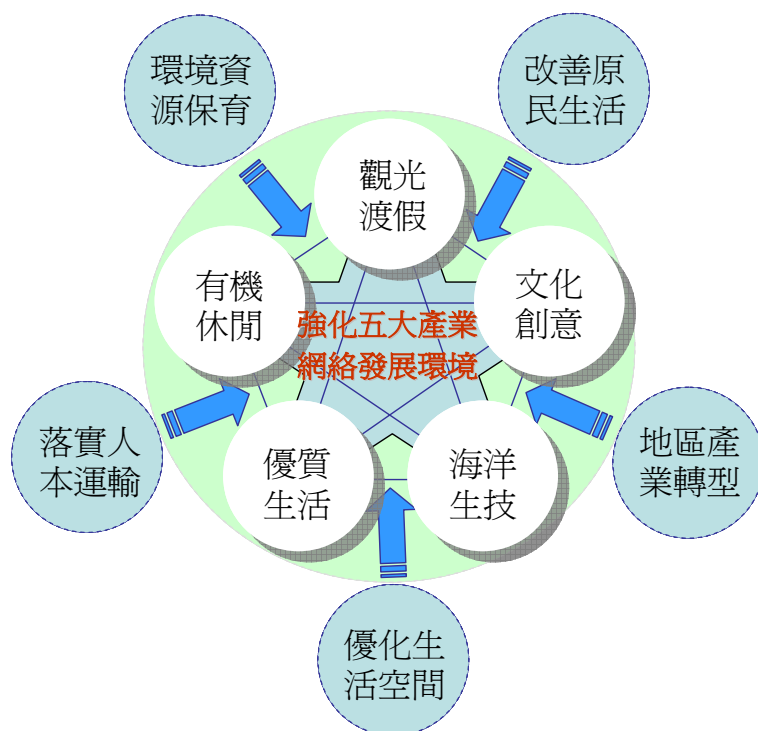 環境資
源保育
改善原
民生活
觀光
渡假
有機
休閒
文化
創意
強化五大產業
網絡發展環境
落實人
本運輸
優質
生活
海洋
生技
地區產
業轉型
優化生
活空間